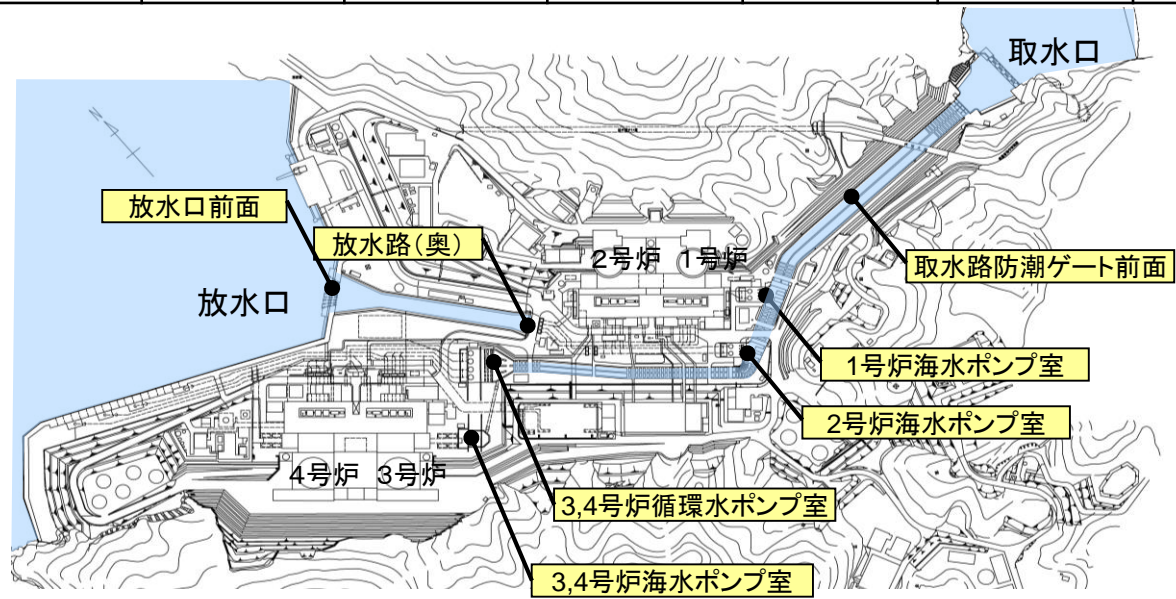 取水口
放水口前面
放水路(奥)
2号炉
1号炉
取水路防潮ゲート前面
放水口
1号炉海水ポンプ室
2号炉海水ポンプ室
4号炉
3号炉
3,4号炉循環水ポンプ室
3,4号炉海水ポンプ室